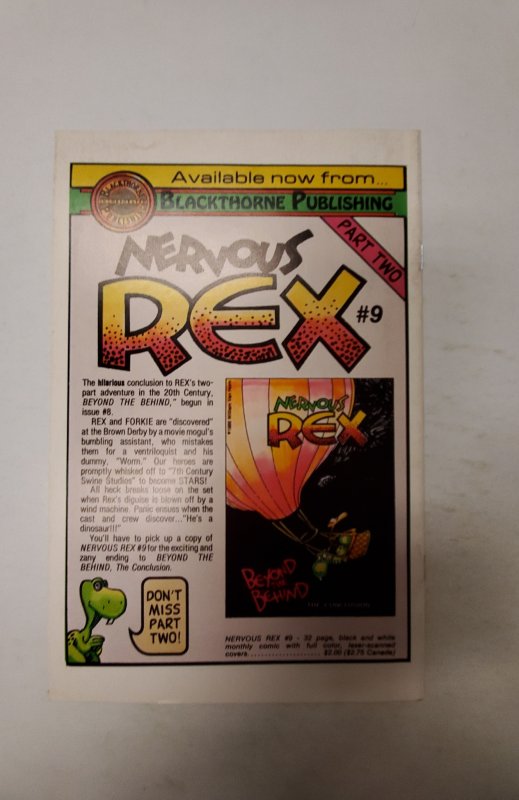 Available now from...
BLACKTHORNE PUBLISHING
BLACKTHORNE
PUBLISHING
PART TWO
NERVOUS
REX
#9
The hilarious conclusion to REX's two-
part adventure in the 20th Century,
BEYOND THE BEHIND," begun in
issue #8.
REX and FORKIE are "discovered"
at the Brown Derby by a movie mogul's
bumbling assistant, who mistakes
them for a ventriloquist and his
dummy, "Worm." Our heroes are
promptly whisked off to "7th Century
Swine Studios" to become STARS!
All heck breaks loose on the set
when Rex's diguise is blown off by a
wind machine. Panic ensues when the
cast and crew discover..."He's a
dinosaur!!!"
You'll have to pick up a copy of
NERVOUS REX #9 for the exciting and
zany ending to BEYOND THE
BEHIND, The Conclusion.
NERVOUS
REX
BEYOND
THE
BEHIND
DON'T
MISS
PART
TWO!
NERVOUS REX #9 - 32 page, black and white
monthly comic with full color, laser-scanned
covers.................... $2.00 ($2.75 Canada)